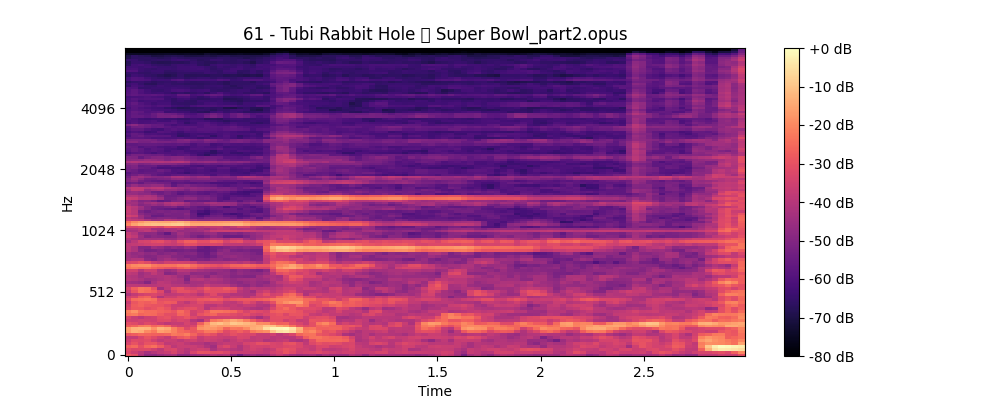 61 - Tubi Rabbit Hole  Super Bowl_part2.opus
+0 dB
-10 dB
-20 dB
-30 dB
-40 dB
-50 dB
-60 dB
-70 dB
-80 dB
4096
2048
1024
512
0
Hz
0 0.5 1 1.5 2 2.5
Time